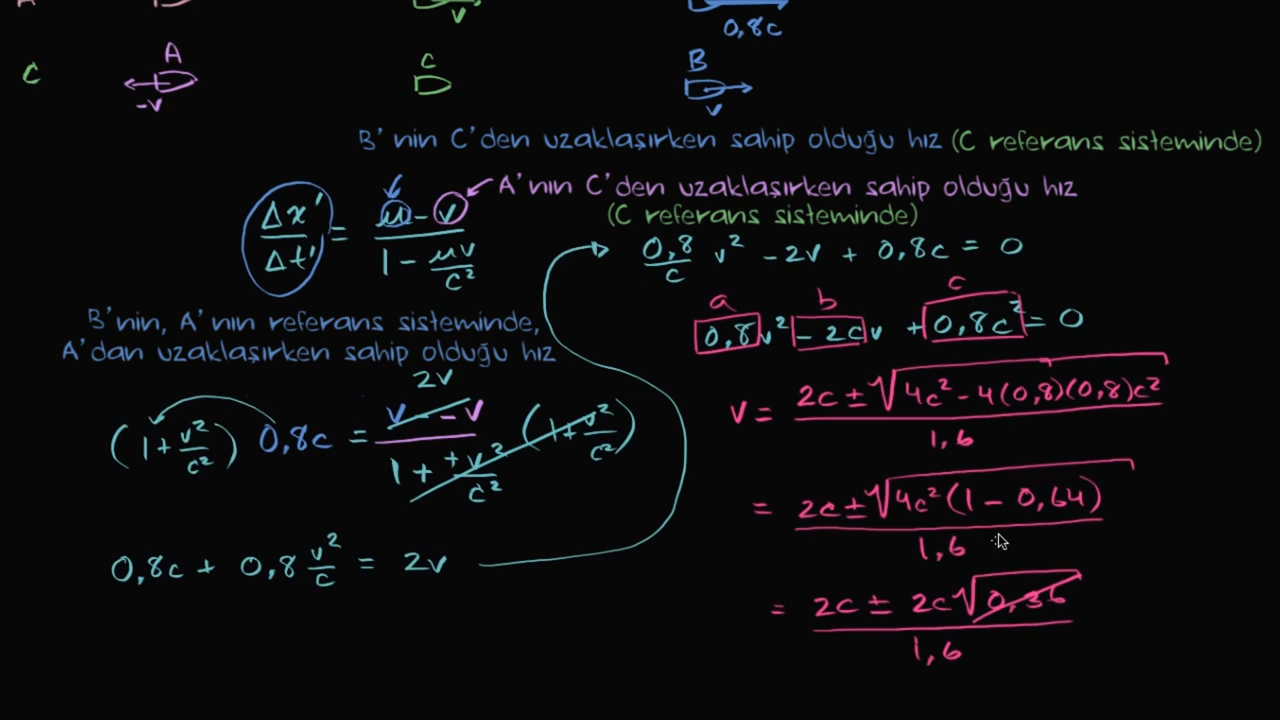 A
v
0,8c
C
A
C
B
-v
v
B'nin C'den uzaklaşırken sahip olduğu hız (C referans sisteminde)
A'nın C'den uzaklaşırken sahip olduğu hız
(C referans sisteminde)
Δx'/Δt' = (u - v)/(1 - uv/c²)
B'nin, A'nın referans sisteminde,
A'dan uzaklaşırken sahip olduğu hız
2v
(1 + v²/c²) 0,8c = (v - -v)/(1 + +v²/c²) (1 + v²/c²)
0,8c + 0,8 v²/c = 2v
0,8/c v² - 2v + 0,8c = 0
a b c
0,8v² - 2cv + 0,8c² = 0
v = (2c ± √(4c² - 4(0,8)(0,8)c²))/1,6
= (2c ± √(4c²(1 - 0,64)))/1,6
= (2c ± 2c√0,36)/1,6